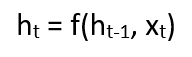 hₜ = f(hₜ₋₁, xₜ)